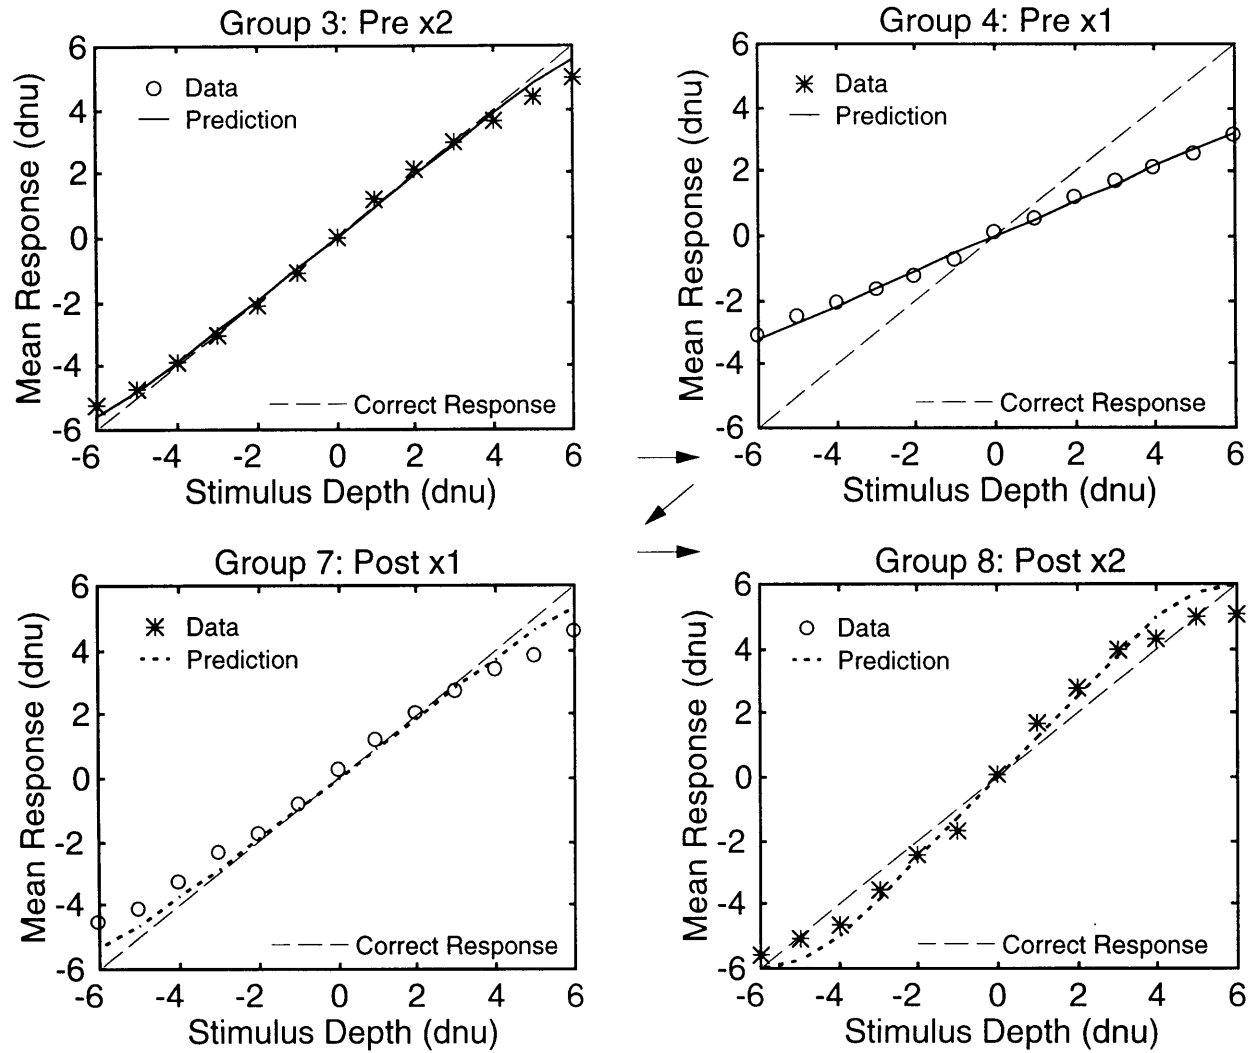 Group 3: Pre x2
6
4
2
0
-2
-4
-6
Mean Response (dnu)
Data
Prediction
Correct Response
-6 -4 -2 0 2 4 6
Stimulus Depth (dnu)
Group 4: Pre x1
6
4
2
0
-2
-4
-6
Mean Response (dnu)
Data
Prediction
Correct Response
-6 -4 -2 0 2 4 6
Stimulus Depth (dnu)
Group 7: Post x1
6
4
2
0
-2
-4
-6
Mean Response (dnu)
Data
Prediction
Correct Response
-6 -4 -2 0 2 4 6
Stimulus Depth (dnu)
Group 8: Post x2
6
4
2
0
-2
-4
-6
Mean Response (dnu)
Data
Prediction
Correct Response
-6 -4 -2 0 2 4 6
Stimulus Depth (dnu)